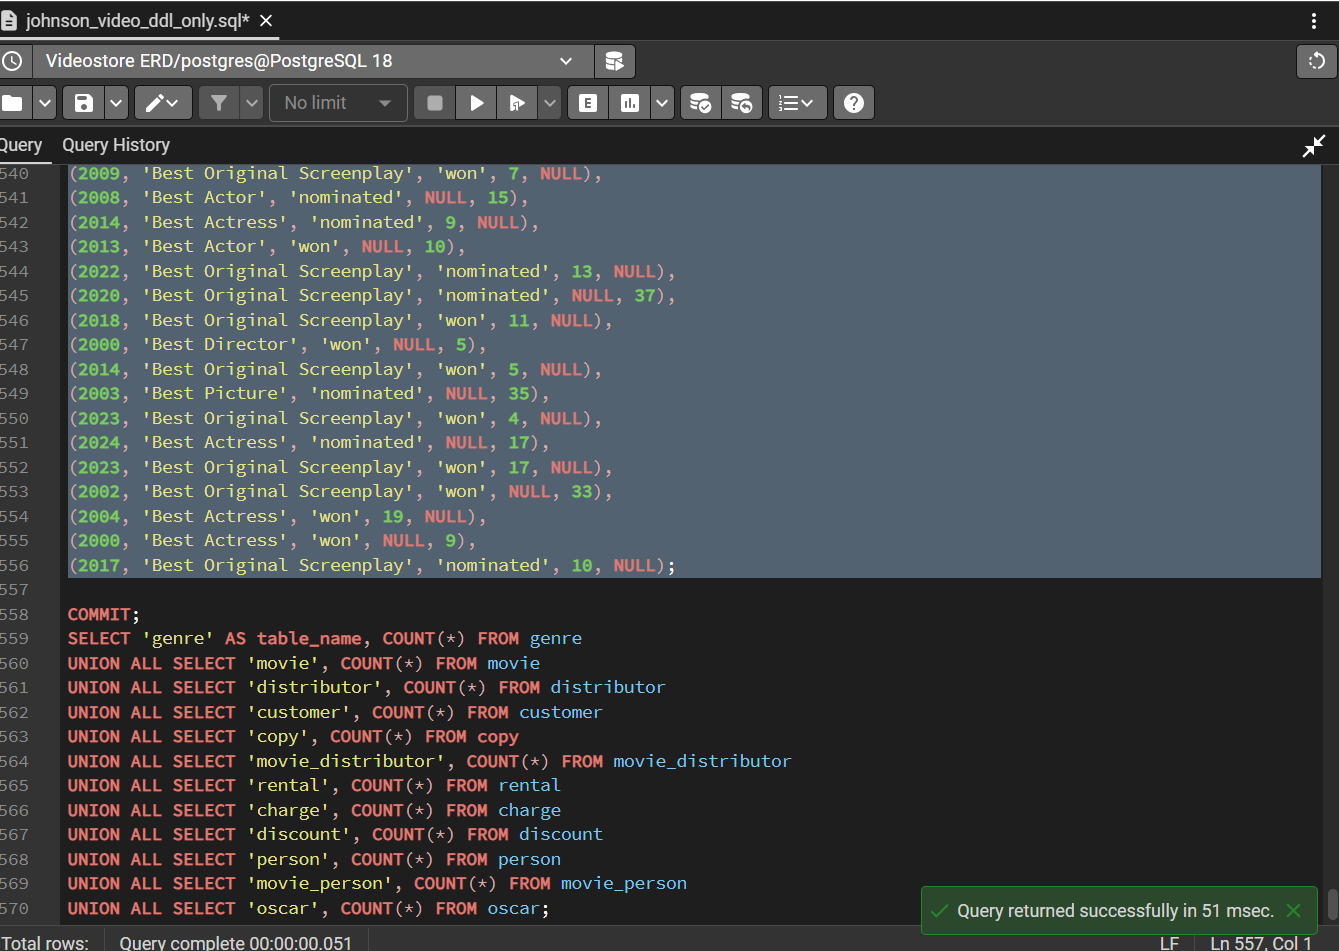 johnson_video_ddl_only.sql*
Videostore ERD/postgres@PostgreSQL 18
No limit
E
Query Query History
540 (2009, 'Best Original Screenplay', 'won', 7, NULL),
541 (2008, 'Best Actor', 'nominated', NULL, 15),
542 (2014, 'Best Actress', 'nominated', 9, NULL),
543 (2013, 'Best Actor', 'won', NULL, 10),
544 (2022, 'Best Original Screenplay', 'nominated', 13, NULL),
545 (2020, 'Best Original Screenplay', 'nominated', NULL, 37),
546 (2018, 'Best Original Screenplay', 'won', 11, NULL),
547 (2000, 'Best Director', 'won', NULL, 5),
548 (2014, 'Best Original Screenplay', 'won', 5, NULL),
549 (2003, 'Best Picture', 'nominated', NULL, 35),
550 (2023, 'Best Original Screenplay', 'won', 4, NULL),
551 (2024, 'Best Actress', 'nominated', NULL, 17),
552 (2023, 'Best Original Screenplay', 'won', 17, NULL),
553 (2002, 'Best Original Screenplay', 'won', NULL, 33),
554 (2004, 'Best Actress', 'won', 19, NULL),
555 (2000, 'Best Actress', 'won', NULL, 9),
556 (2017, 'Best Original Screenplay', 'nominated', 10, NULL);
557
558 COMMIT;
559 SELECT 'genre' AS table_name, COUNT(*) FROM genre
560 UNION ALL SELECT 'movie', COUNT(*) FROM movie
561 UNION ALL SELECT 'distributor', COUNT(*) FROM distributor
562 UNION ALL SELECT 'customer', COUNT(*) FROM customer
563 UNION ALL SELECT 'copy', COUNT(*) FROM copy
564 UNION ALL SELECT 'movie_distributor', COUNT(*) FROM movie_distributor
565 UNION ALL SELECT 'rental', COUNT(*) FROM rental
566 UNION ALL SELECT 'charge', COUNT(*) FROM charge
567 UNION ALL SELECT 'discount', COUNT(*) FROM discount
568 UNION ALL SELECT 'person', COUNT(*) FROM person
569 UNION ALL SELECT 'movie_person', COUNT(*) FROM movie_person
570 UNION ALL SELECT 'oscar', COUNT(*) FROM oscar;
Query returned successfully in 51 msec.
Total rows: Query complete 00:00:00.051 LF Ln 557, Col 1